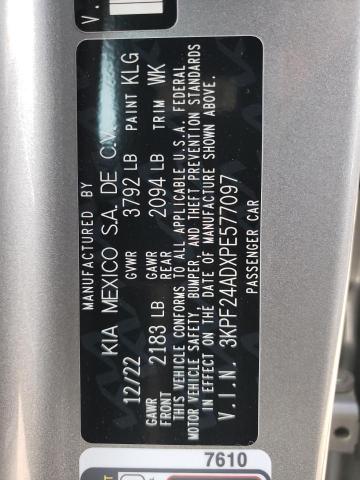 MANUFACTURED BY
KIA MEXICO S.A. DE C.V.
12/22 GVWR 3792 LB PAINT KLG
GAWR FRONT 2183 LB GAWR REAR 2094 LB TRIM WK
THIS VEHICLE CONFORMS TO ALL APPLICABLE U.S.A. FEDERAL
MOTOR VEHICLE SAFETY, BUMPER, AND THEFT PREVENTION STANDARDS
IN EFFECT ON THE DATE OF MANUFACTURE SHOWN ABOVE.
V.I.N. 3KPF24ADXPE577097
PASSENGER CAR
7610
V.I.